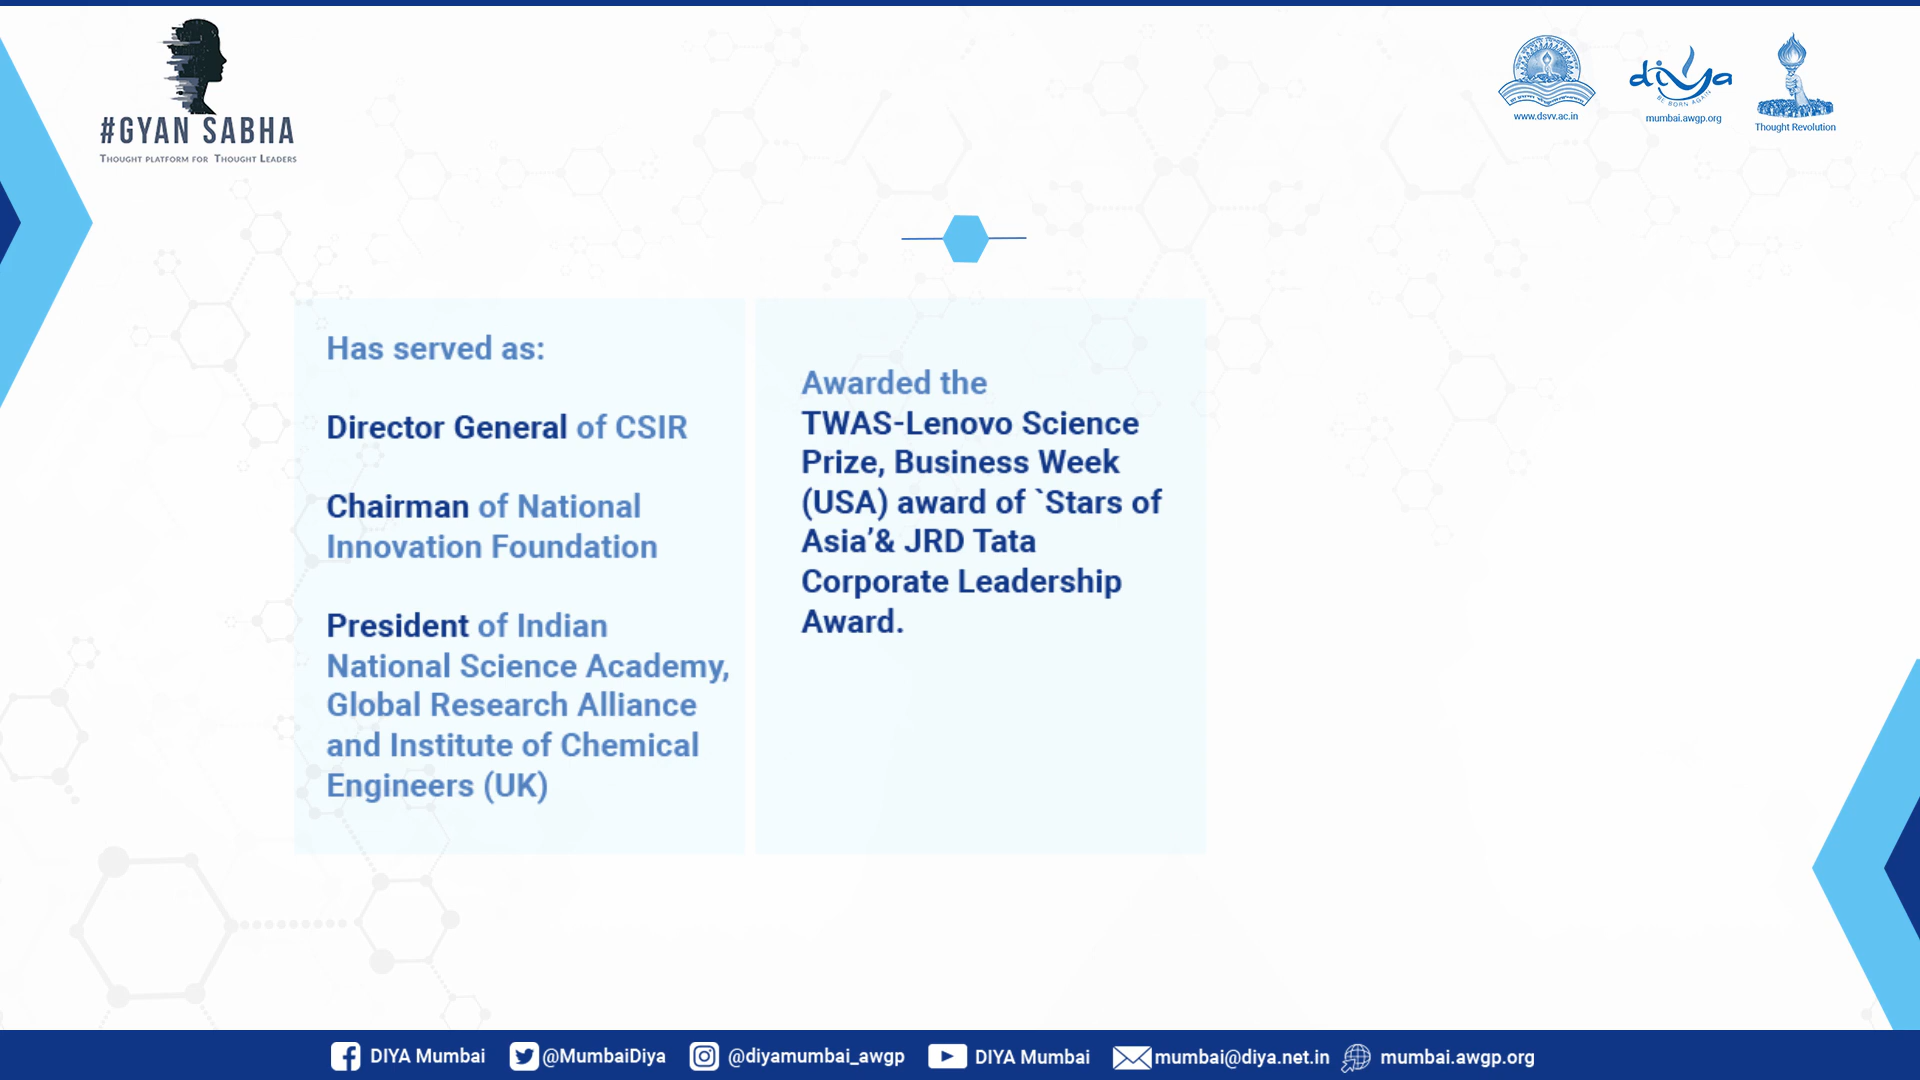 #GYAN SABHA
THOUGHT PLATFORM FOR THOUGHT LEADERS
www.dsvv.ac.in
diya
BE BORN AGAIN
mumbai.awgp.org
Thought Revolution
Has served as:
Director General of CSIR
Chairman of National
Innovation Foundation
President of Indian
National Science Academy,
Global Research Alliance
and Institute of Chemical
Engineers (UK)
Awarded the
TWAS-Lenovo Science
Prize, Business Week
(USA) award of `Stars of
Asia’& JRD Tata
Corporate Leadership
Award.
DIYA Mumbai @MumbaiDiya @diyamumbai_awgp DIYA Mumbai mumbai@diya.net.in mumbai.awgp.org